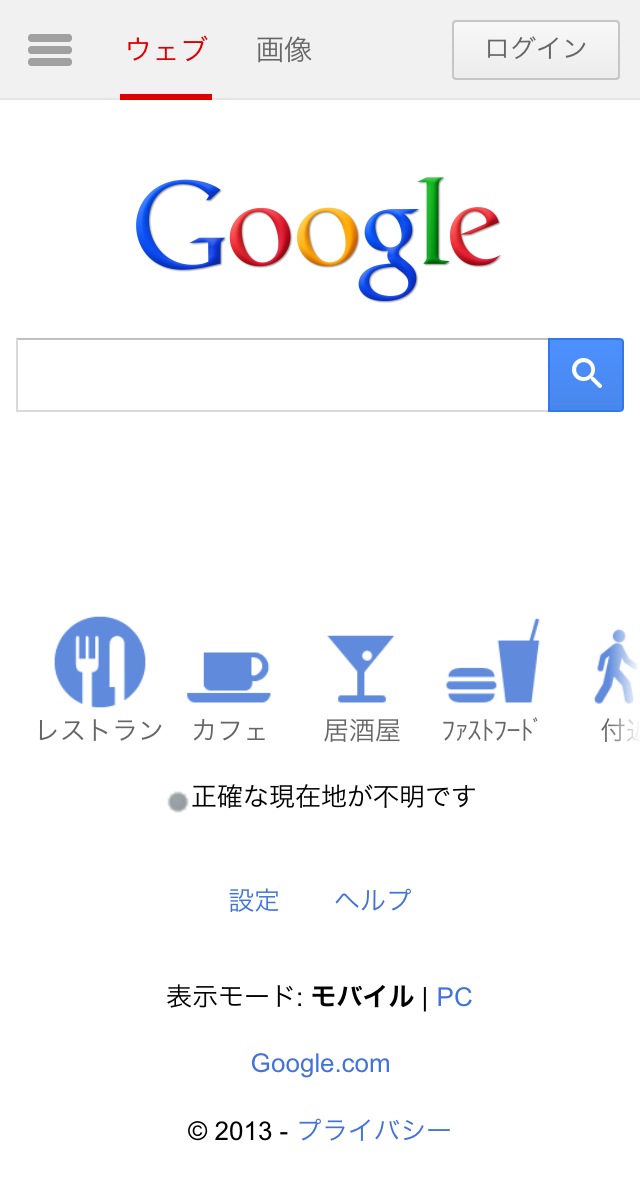 ウェブ 画像 ログイン
Google
レストラン カフェ 居酒屋 ﾌｧｽﾄﾌｰﾄﾞ 付近
正確な現在地が不明です
設定 ヘルプ
表示モード: モバイル | PC
Google.com
© 2013 - プライバシー